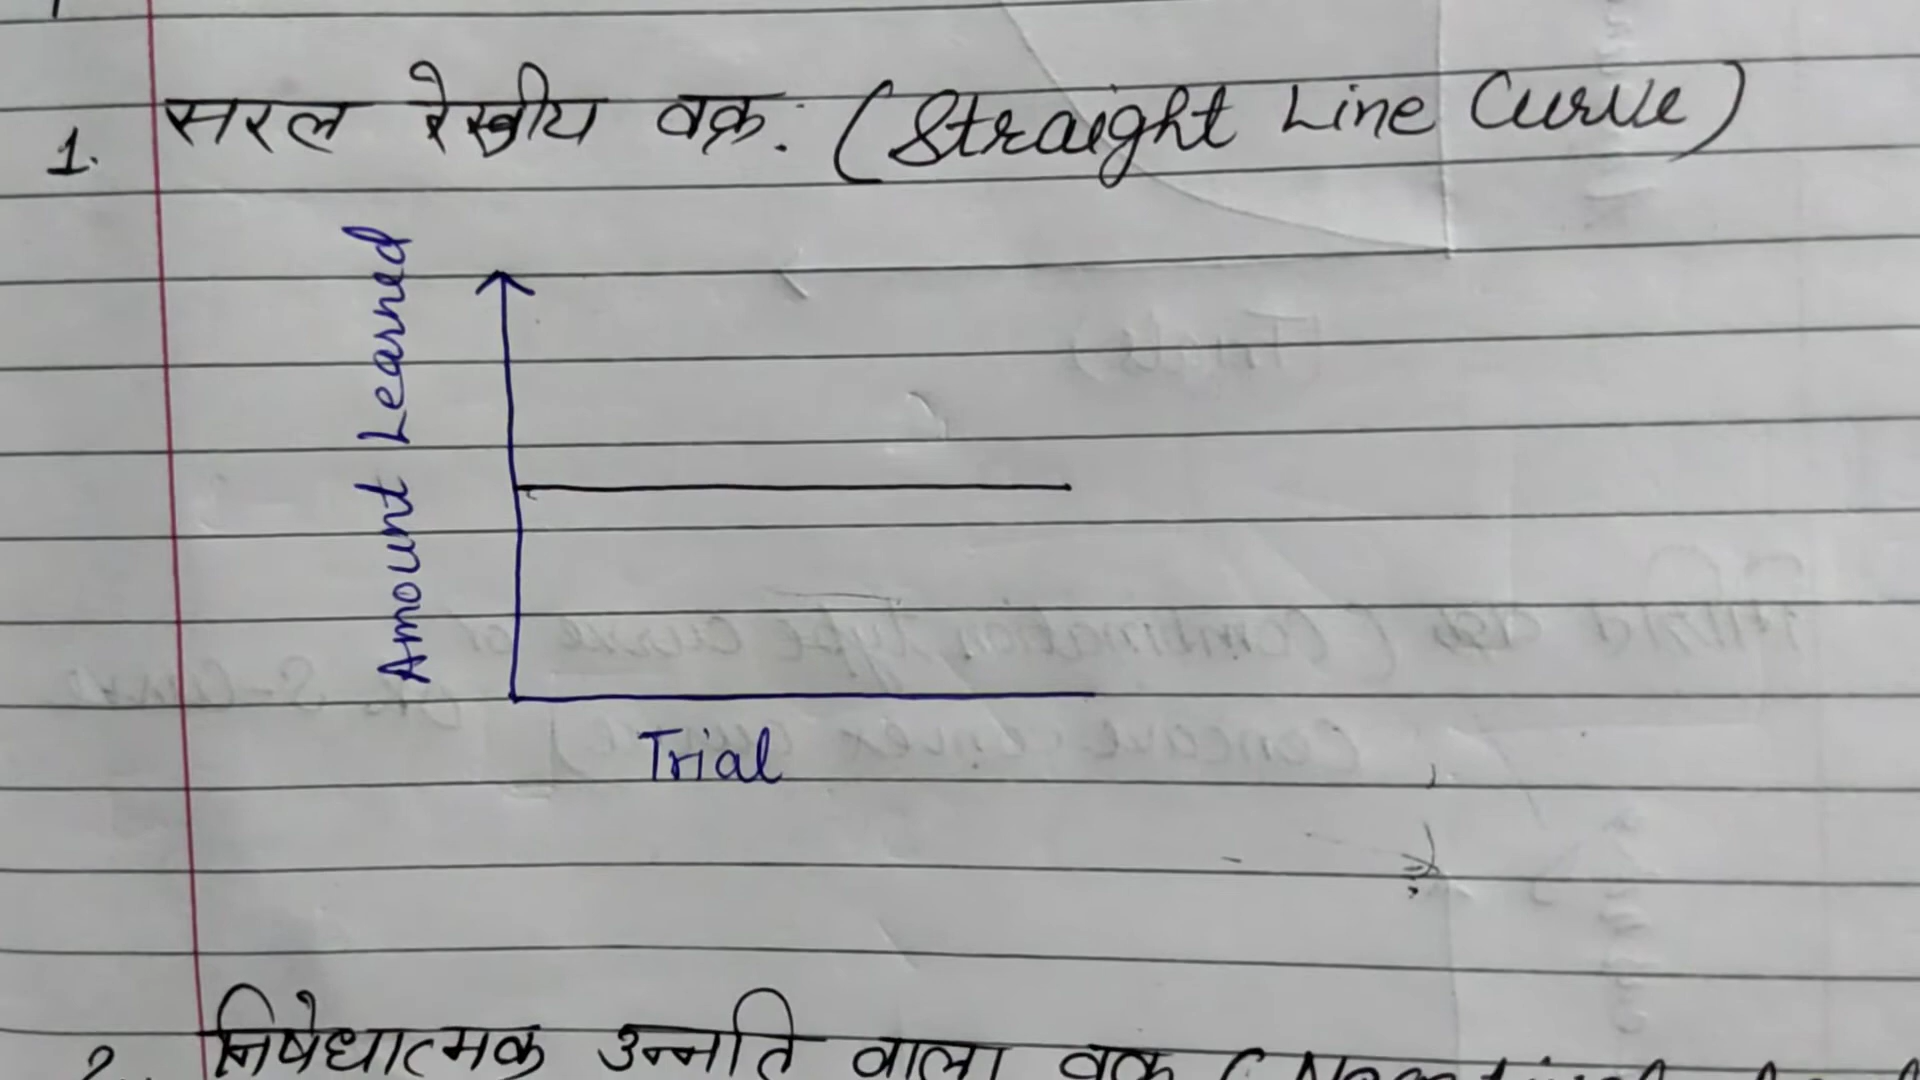 1. सरल रेखीय वक्र : (Straight Line Curve)
Amount Learned
Trial
2. निषेधात्मक उन्नति वाला वक्र (